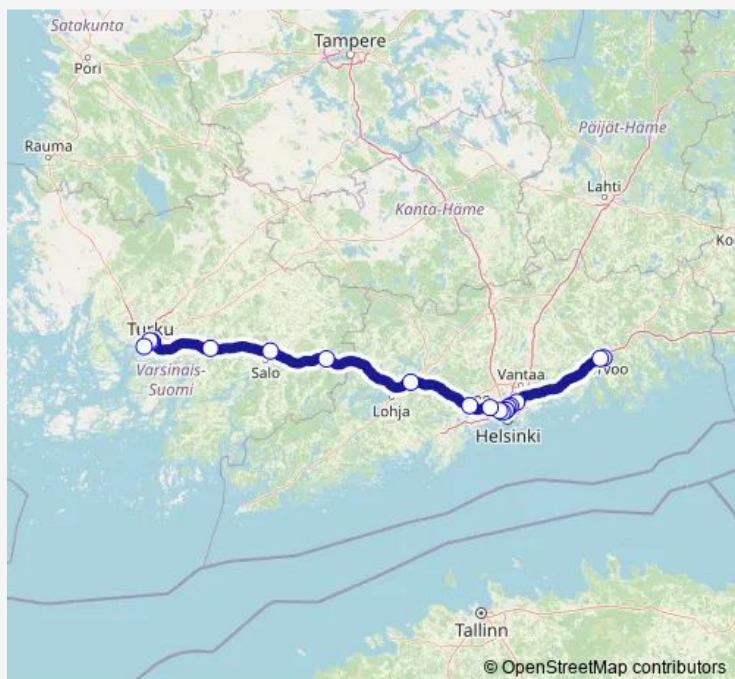 Satakunta
Pori
Tampere
Rauma
Päijät-Häme
Lahti
Kanta-Häme
Turku
Varsinais-
Suomi
Salo
Lohja
Vantaa
Helsinki
Tallinn
© OpenStreetMap contributors